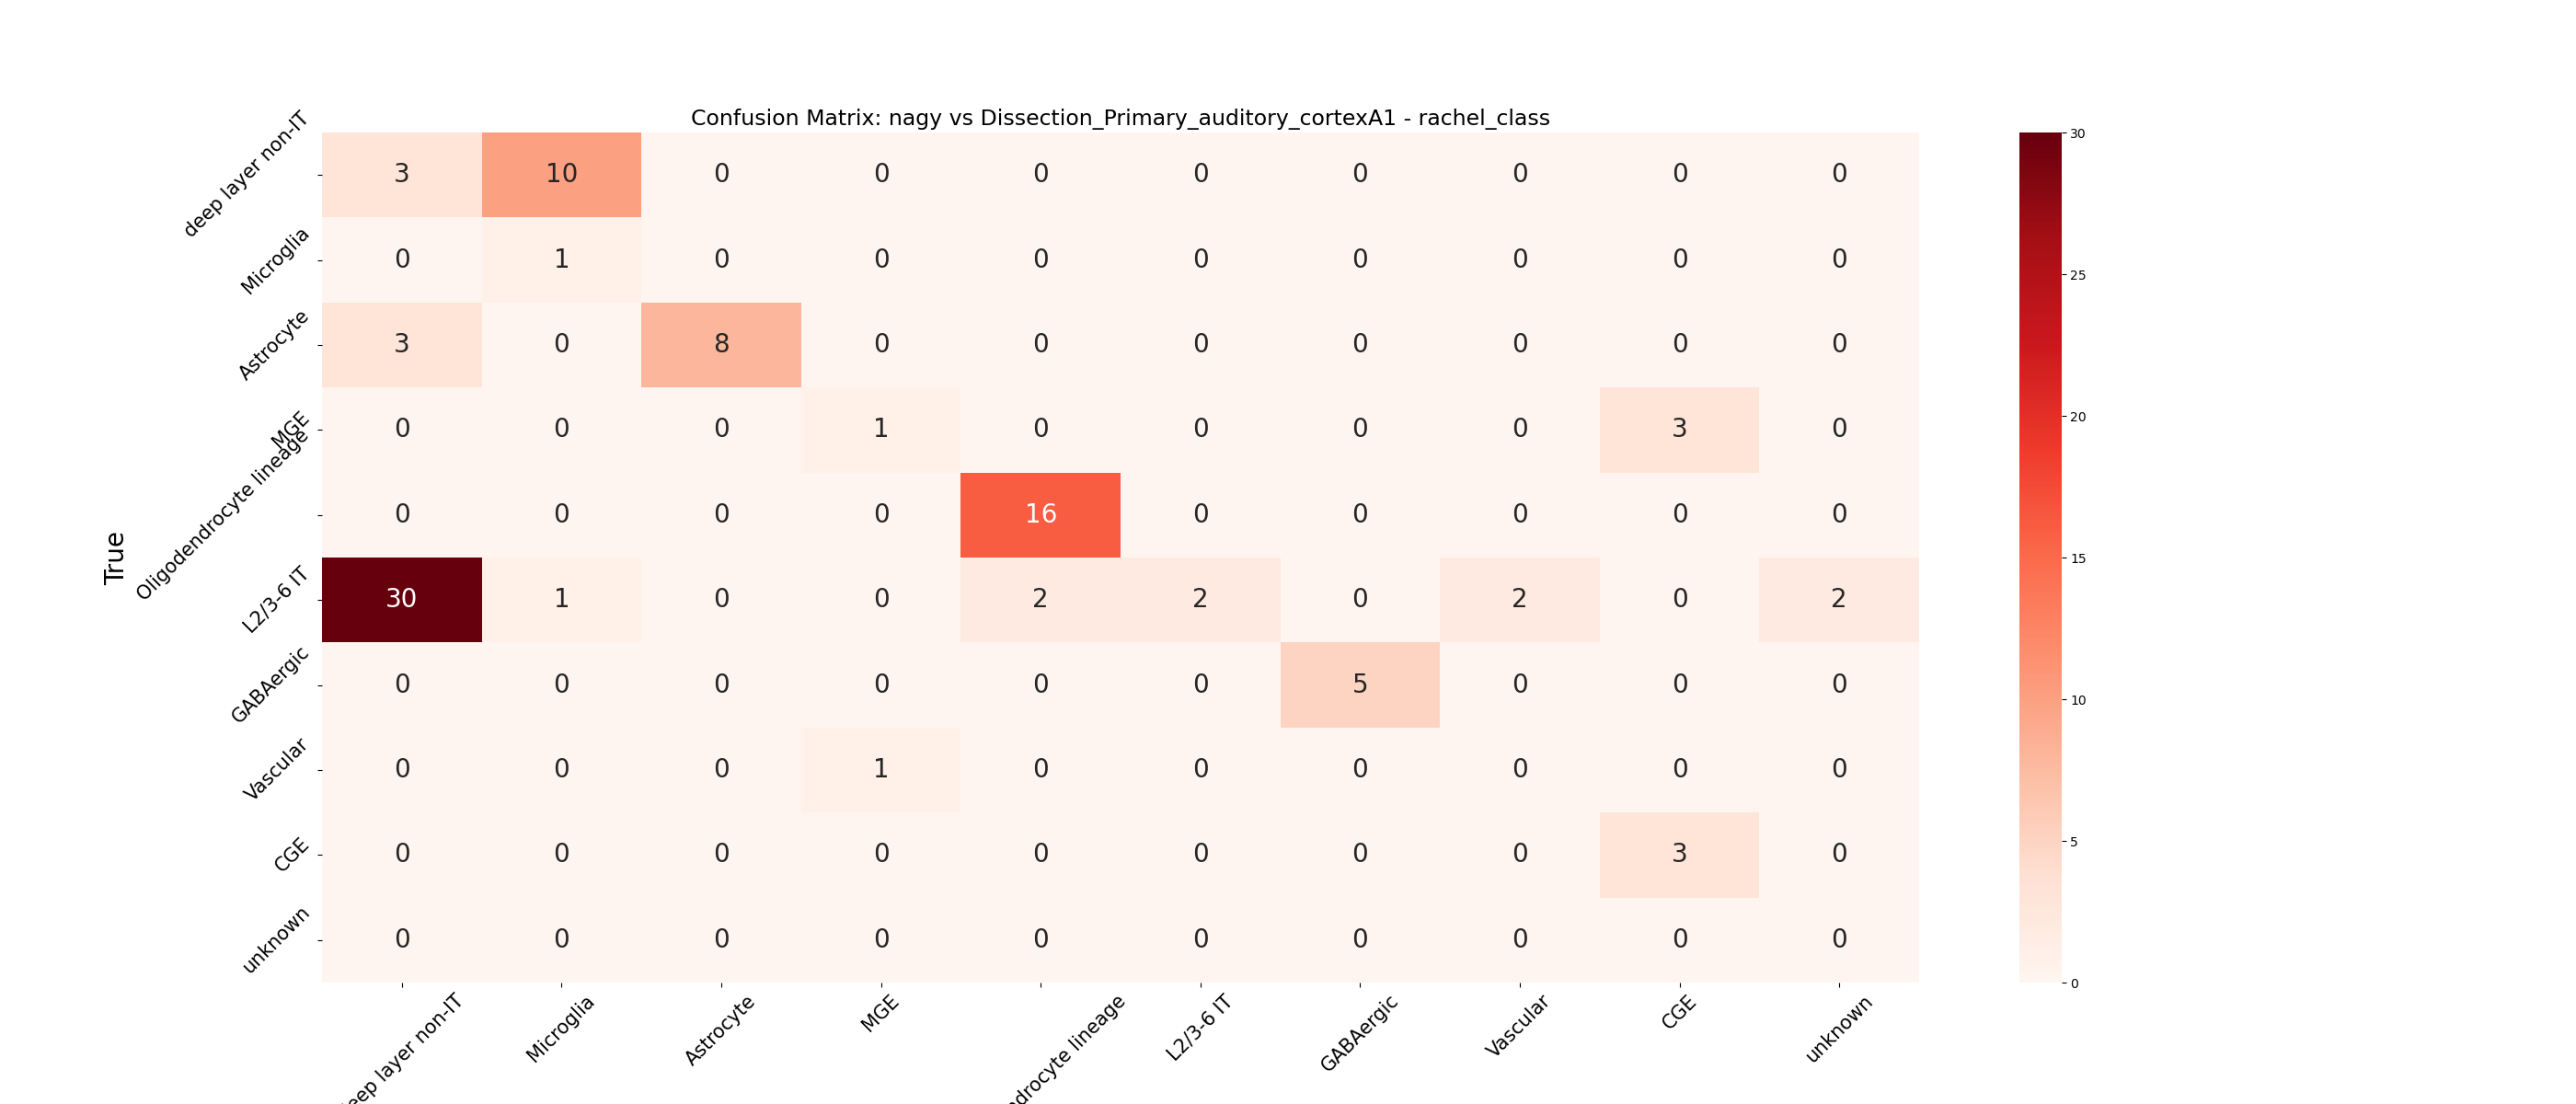 Confusion Matrix: nagy vs Dissection_Primary_auditory_cortexA1 - rachel_class
True
deep layer non-IT 3 10 0 0 0 0 0 0 0 0
Microglia 0 1 0 0 0 0 0 0 0 0
Astrocyte 3 0 8 0 0 0 0 0 0 0
MGE 0 0 0 1 0 0 0 0 3 0
Oligodendrocyte lineage 0 0 0 0 16 0 0 0 0 0
L2/3-6 IT 30 1 0 0 2 2 0 2 0 2
GABAergic 0 0 0 0 0 0 5 0 0 0
Vascular 0 0 0 1 0 0 0 0 0 0
CGE 0 0 0 0 0 0 0 0 3 0
unknown 0 0 0 0 0 0 0 0 0 0
layer non-IT
Microglia
Astrocyte
MGE
lineage
L2/3-6 IT
GABAergic
Vascular
CGE
unknown
30
25
20
15
10
5
0